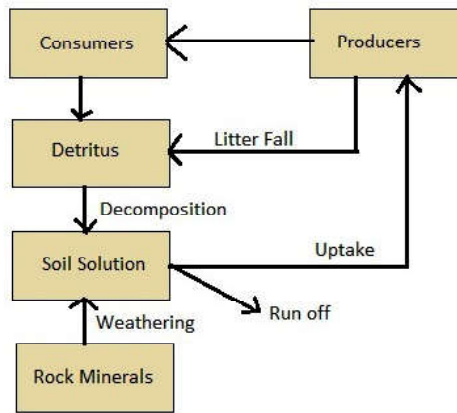 Consumers
Producers
Litter Fall
Detritus
Decomposition
Uptake
Soil Solution
Run off
Weathering
Rock Minerals